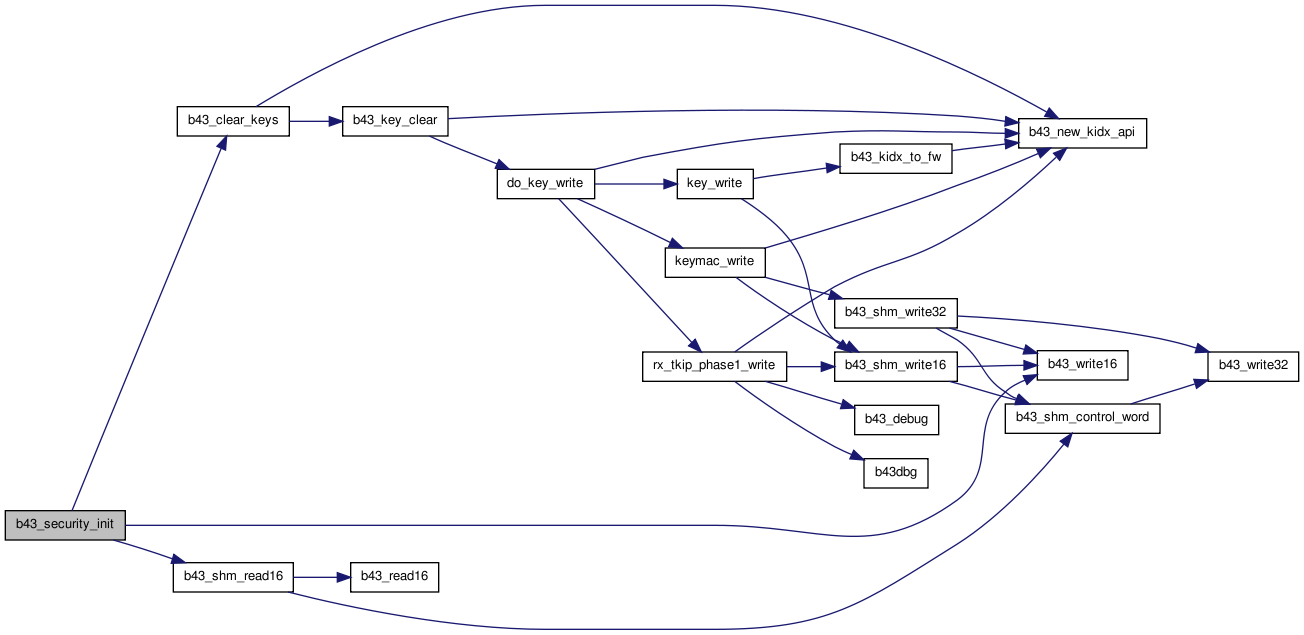 b43_clear_keys
b43_key_clear
b43_new_kidx_api
b43_kidx_to_fw
do_key_write
key_write
keymac_write
b43_shm_write32
rx_tkip_phase1_write
b43_shm_write16
b43_write16
b43_write32
b43_debug
b43_shm_control_word
b43dbg
b43_security_init
b43_shm_read16
b43_read16